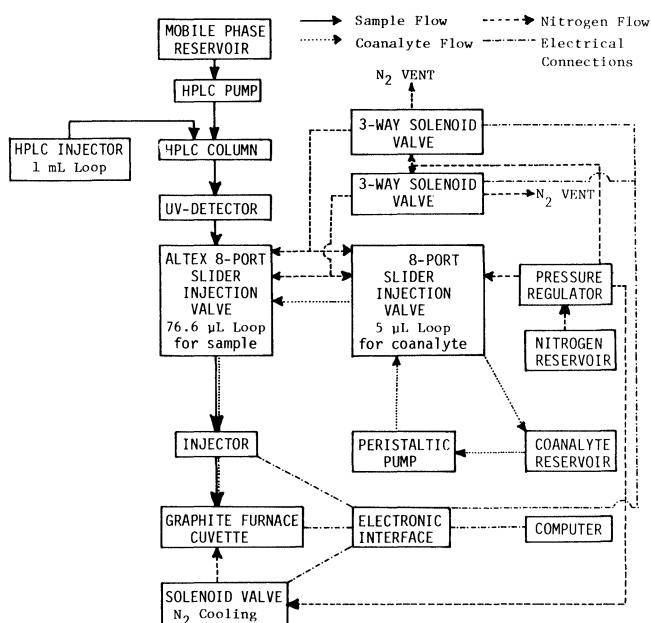 Sample Flow
Nitrogen Flow
Coanalyte Flow
Electrical
Connections
MOBILE PHASE
RESERVOIR
HPLC PUMP
HPLC INJECTOR
1 mL Loop
HPLC COLUMN
UV-DETECTOR
N2 VENT
3-WAY SOLENOID
VALVE
3-WAY SOLENOID
VALVE
N2 VENT
ALTEX 8-PORT
SLIDER
INJECTION
VALVE
76.6 µL Loop
for sample
8-PORT
SLIDER
INJECTION
VALVE
5 µL Loop
for coanalyte
PRESSURE
REGULATOR
NITROGEN
RESERVOIR
INJECTOR
PERISTALTIC
PUMP
COANALYTE
RESERVOIR
GRAPHITE FURNACE
CUVETTE
ELECTRONIC
INTERFACE
COMPUTER
SOLENOID VALVE
N2 Cooling